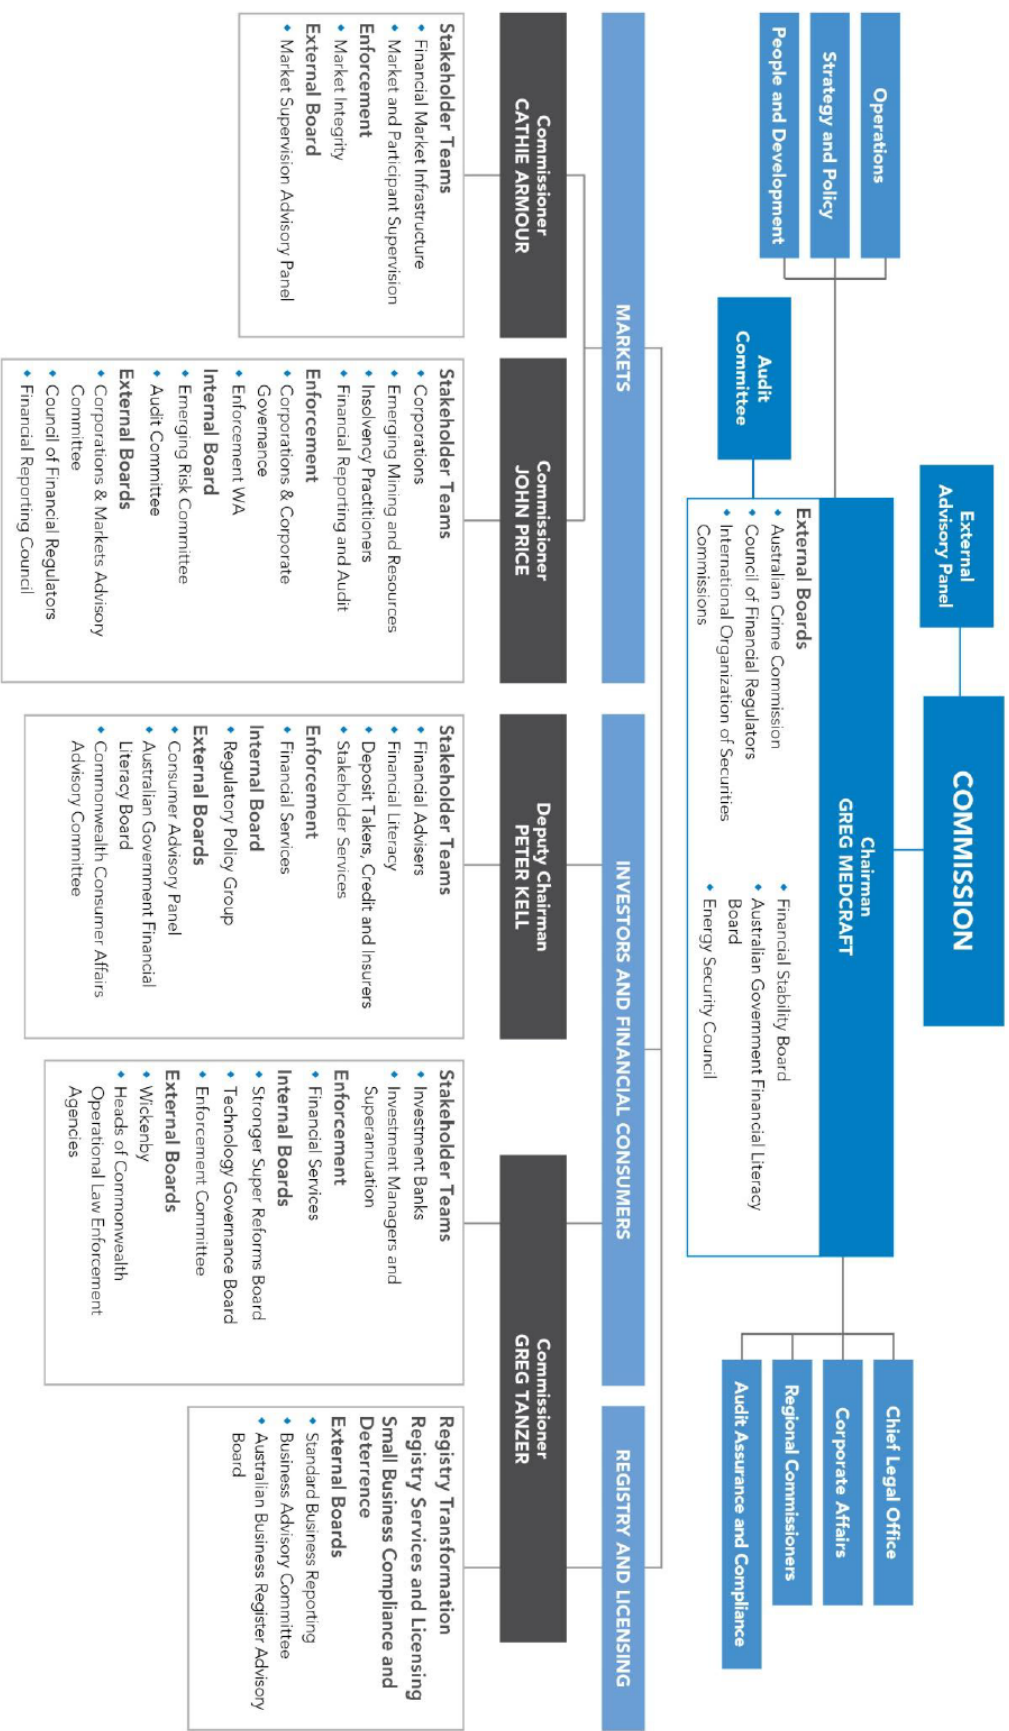 COMMISSION
External
Advisory Panel
Chairman
GREG MEDCRAFT
External Boards
Australian Crime Commission
Council of Financial Regulators
International Organization of Securities
Commissions
Financial Stability Board
Australian Government Financial Literacy
Board
Energy Security Council
Audit
Committee
Operations
Strategy and Policy
People and Development
Chief Legal Office
Corporate Affairs
Regional Commissioners
Audit Assurance and Compliance
MARKETS
INVESTORS AND FINANCIAL CONSUMERS
REGISTRY AND LICENSING
Commissioner
CATHIE ARMOUR
Stakeholder Teams
Financial Market Infrastructure
Market and Participant Supervision
Enforcement
Market Integrity
External Board
Market Supervision Advisory Panel
Commissioner
JOHN PRICE
Stakeholder Teams
Corporations
Emerging Mining and Resources
Insolvency Practitioners
Financial Reporting and Audit
Enforcement
Corporations & Corporate
Governance
Enforcement WA
Internal Board
Emerging Risk Committee
Audit Committee
External Boards
Corporations & Markets Advisory
Committee
Council of Financial Regulators
Financial Reporting Council
Deputy Chairman
PETER KELL
Stakeholder Teams
Financial Advisers
Financial Literacy
Deposit Takers, Credit and Insurers
Stakeholder Services
Enforcement
Financial Services
Internal Board
Regulatory Policy Group
External Boards
Consumer Advisory Panel
Australian Government Financial
Literacy Board
Commonwealth Consumer Affairs
Advisory Committee
Commissioner
GREG TANZER
Stakeholder Teams
Investment Banks
Investment Managers and
Superannuation
Enforcement
Financial Services
Internal Boards
Stronger Super Reforms Board
Technology Governance Board
Enforcement Committee
External Boards
Wickenby
Heads of Commonwealth
Operational Law Enforcement
Agencies
Registry Transformation
Registry Services and Licensing
Small Business Compliance and
Deterrence
External Boards
Standard Business Reporting
Business Advisory Committee
Australian Business Register Advisory
Board